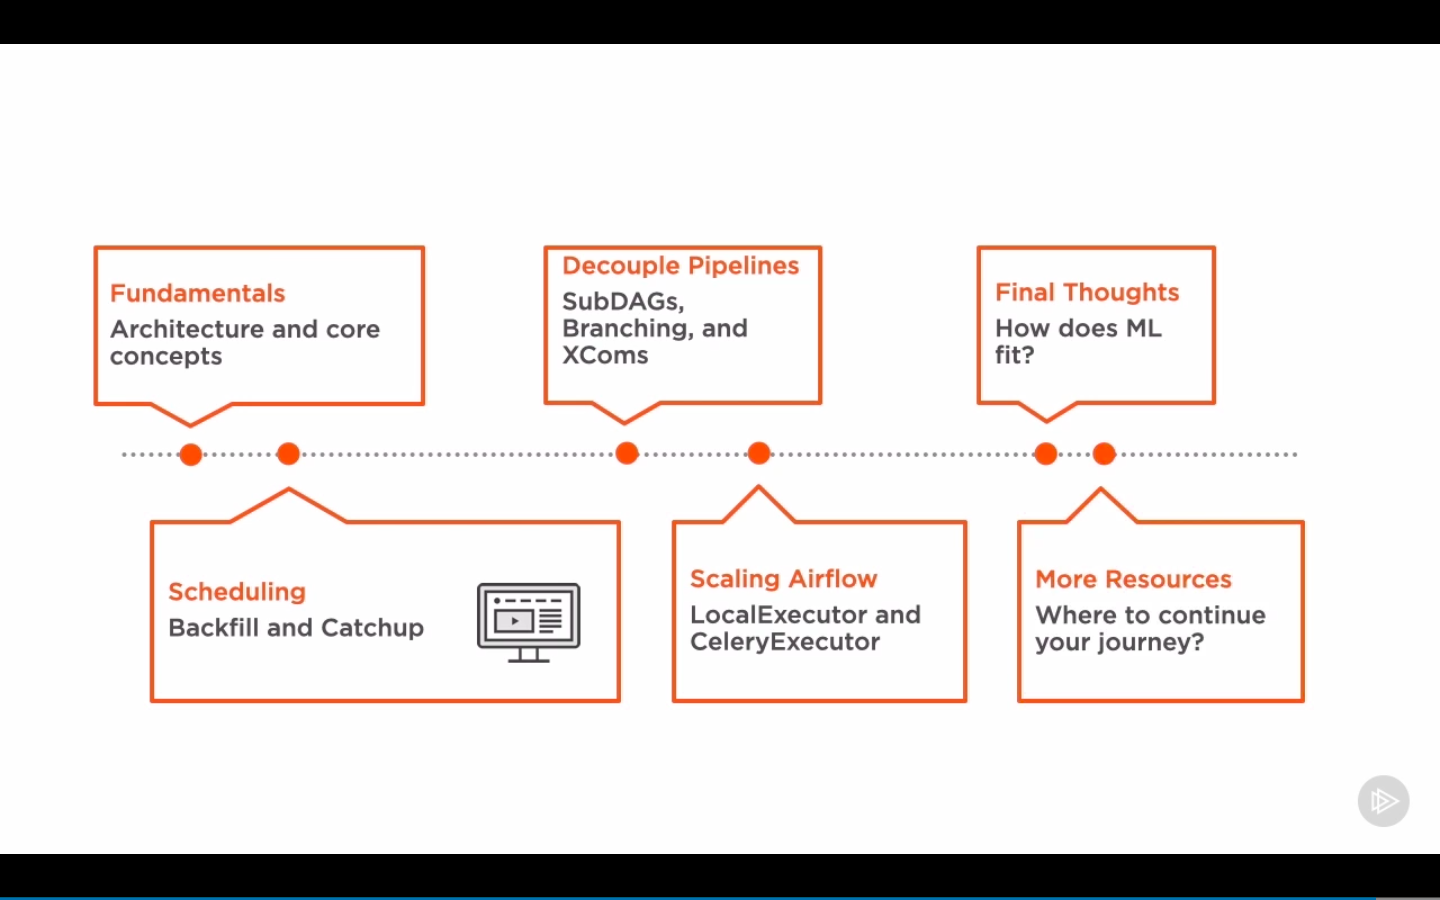 Fundamentals
Architecture and core
concepts
Scheduling
Backfill and Catchup
Decouple Pipelines
SubDAGs,
Branching, and
XComs
Scaling Airflow
LocalExecutor and
CeleryExecutor
Final Thoughts
How does ML
fit?
More Resources
Where to continue
your journey?